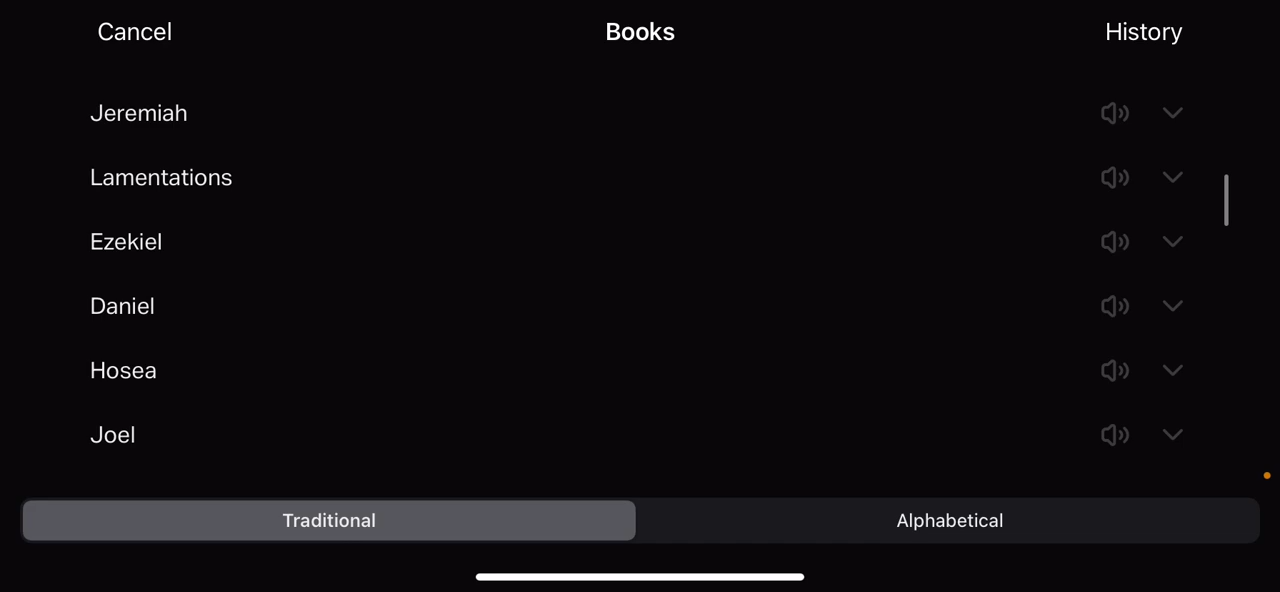 Cancel Books History
Jeremiah
Lamentations
Ezekiel
Daniel
Hosea
Joel
Traditional Alphabetical